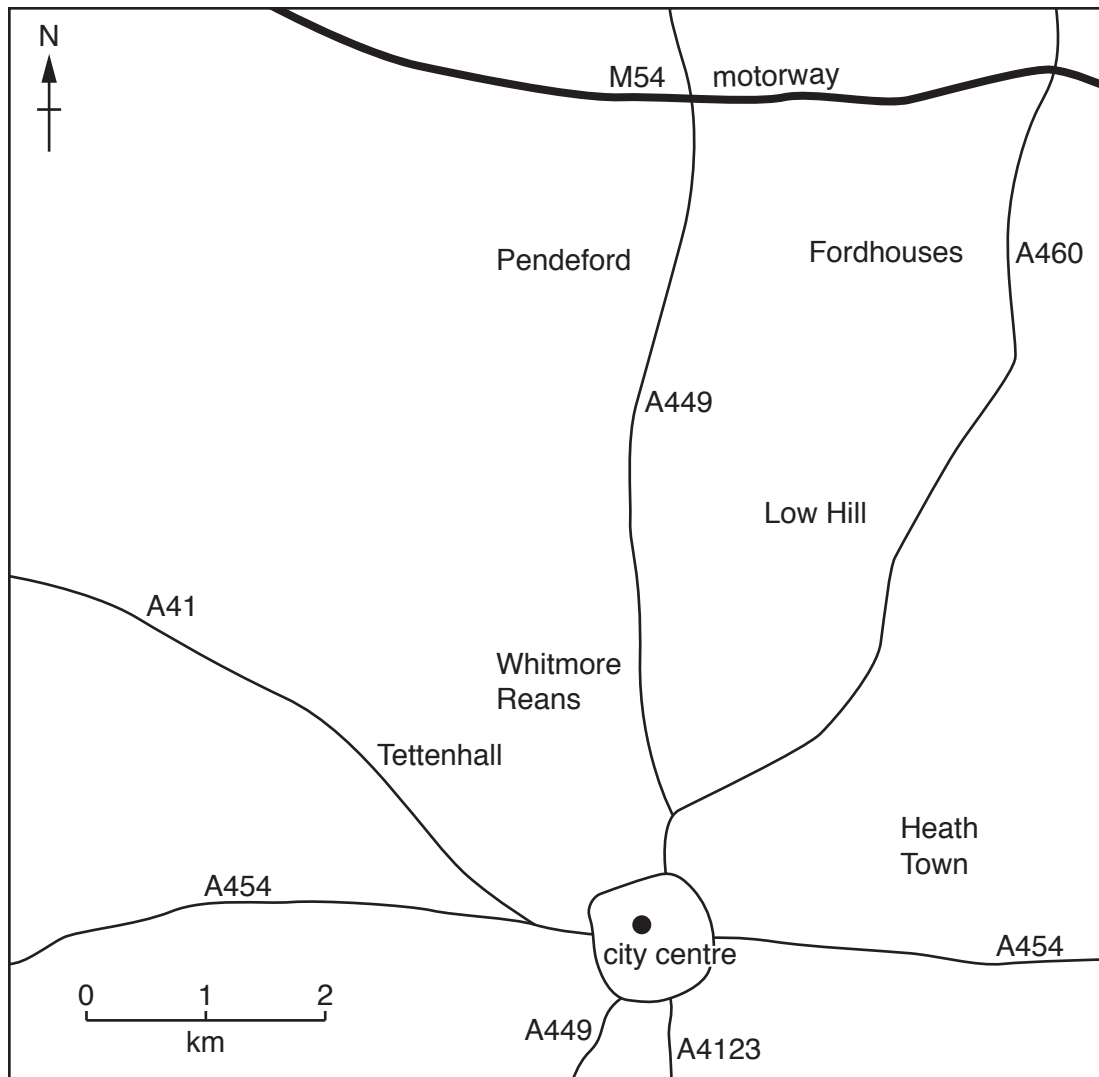 N
M54 motorway
Pendeford
Fordhouses
A460
A449
Low Hill
A41
Whitmore
Reans
Tettenhall
Heath
Town
A454
city centre
A454
0 1 2
km
A449
A4123